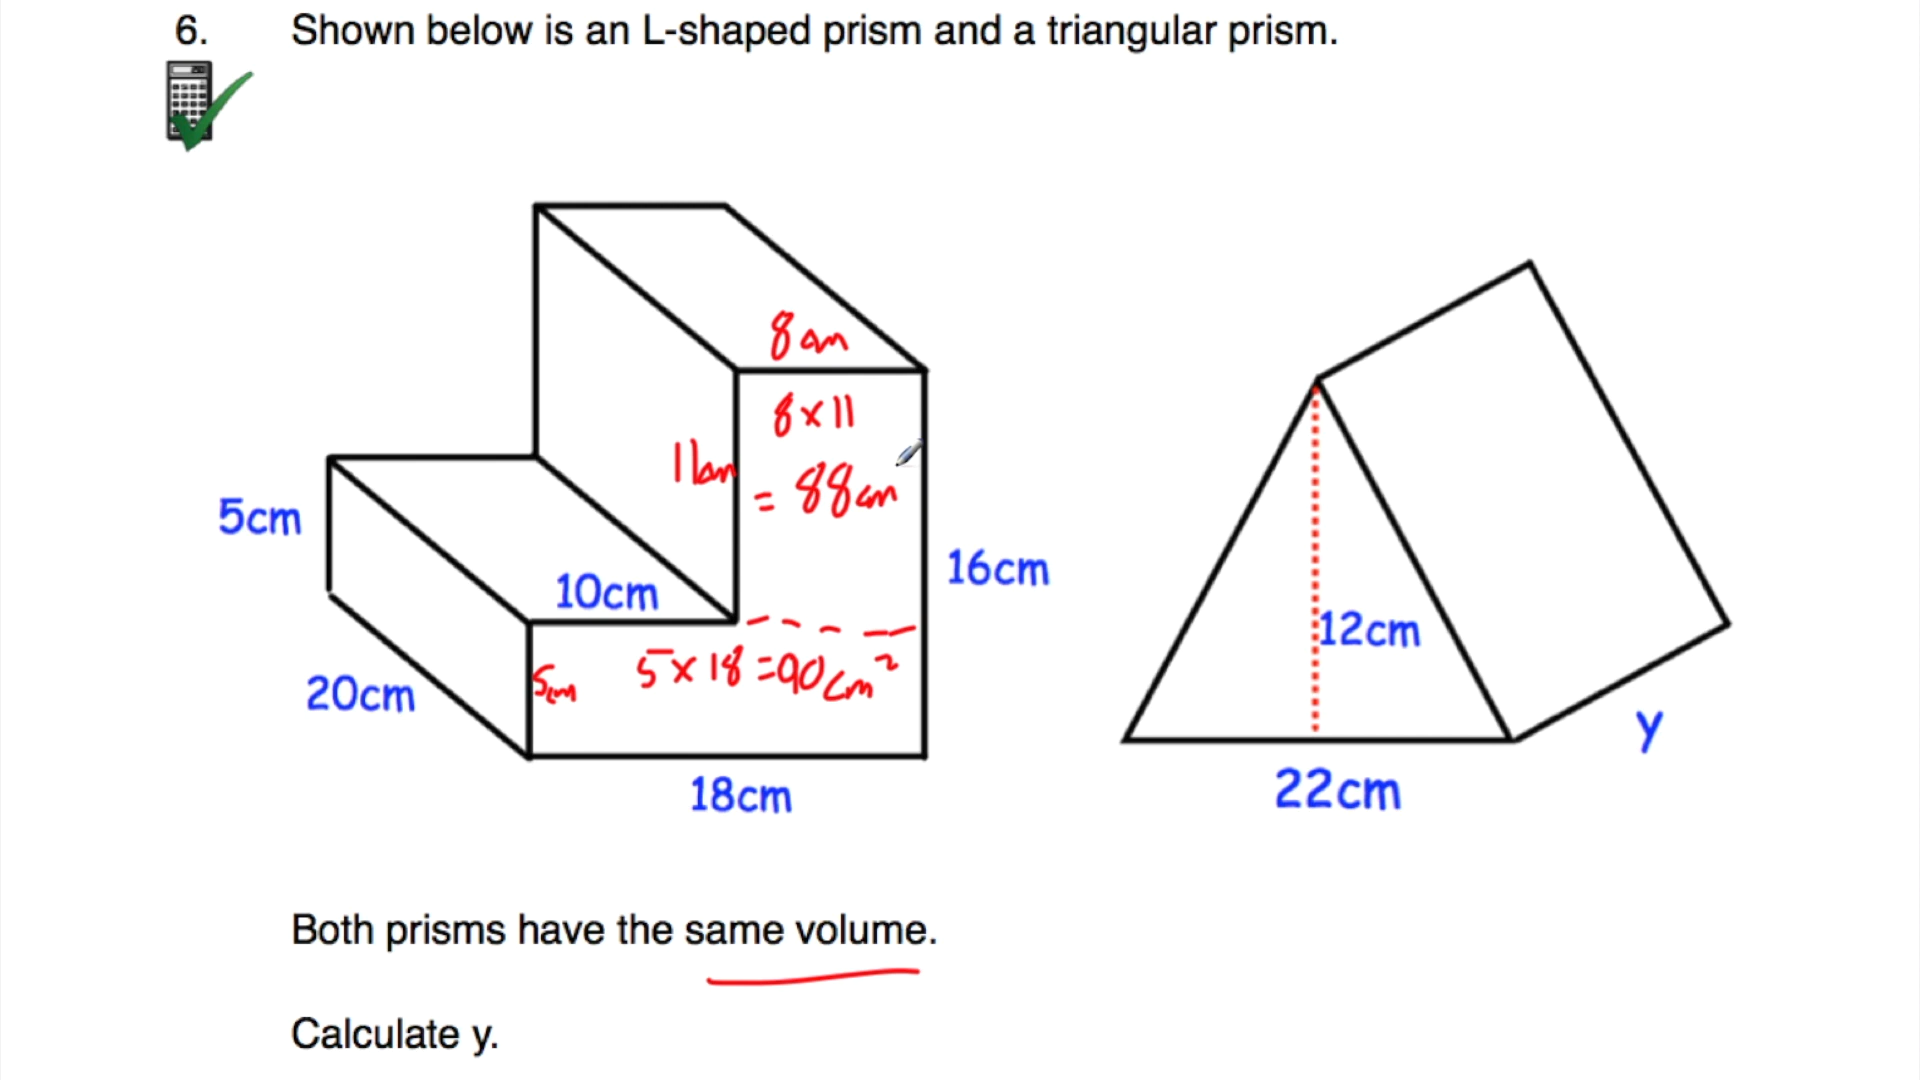 6. Shown below is an L-shaped prism and a triangular prism.
8cm
8 x 11
11cm
= 88cm
5cm
16cm
10cm
12cm
5cm
5 x 18 = 90cm²
20cm
y
18cm
22cm
Both prisms have the same volume.
Calculate y.